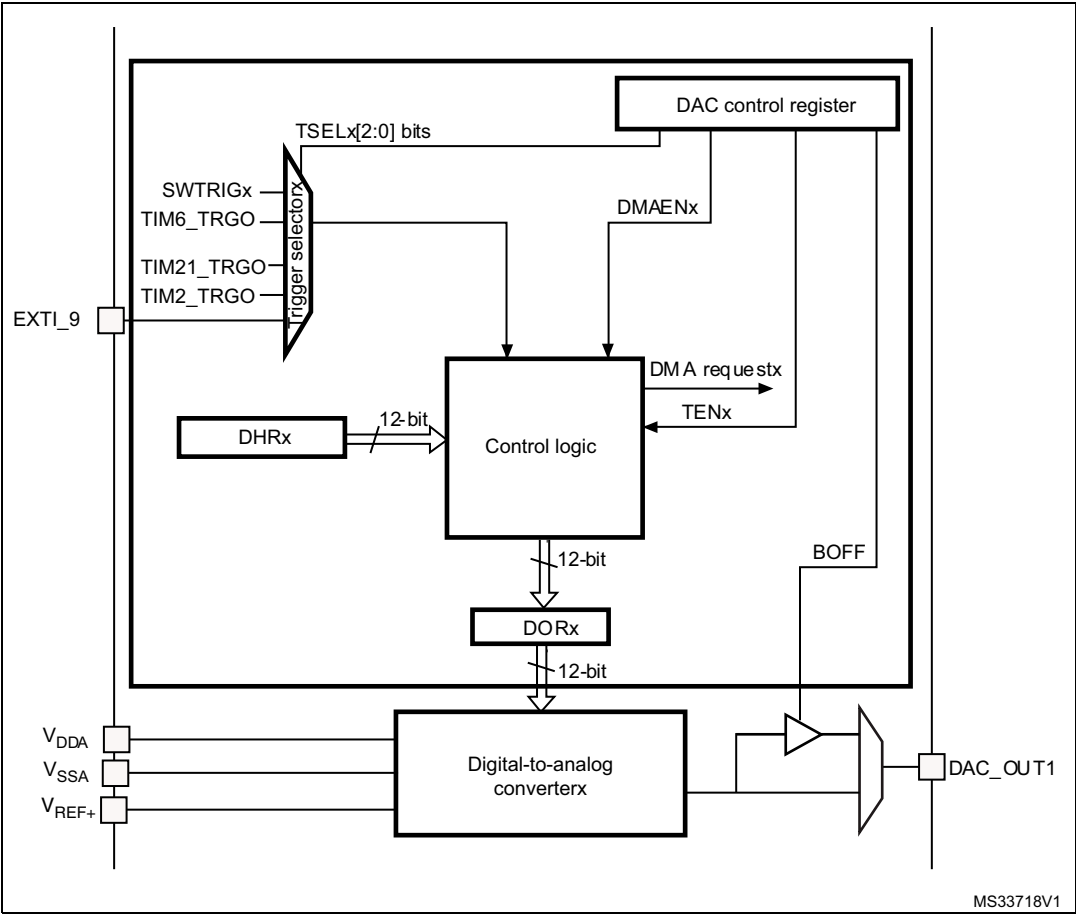 DAC control register
TSELx[2:0] bits
SWTRIGx
TIM6_TRGO
TIM21_TRGO
TIM2_TRGO
Trigger selectorx
EXTI_9
DMAENx
DMA requestx
TENx
DHRx
12-bit
Control logic
12-bit
BOFF
DORx
12-bit
VDDA
VSSA
VREF+
Digital-to-analog
converterx
DAC_OUT1
MS33718V1